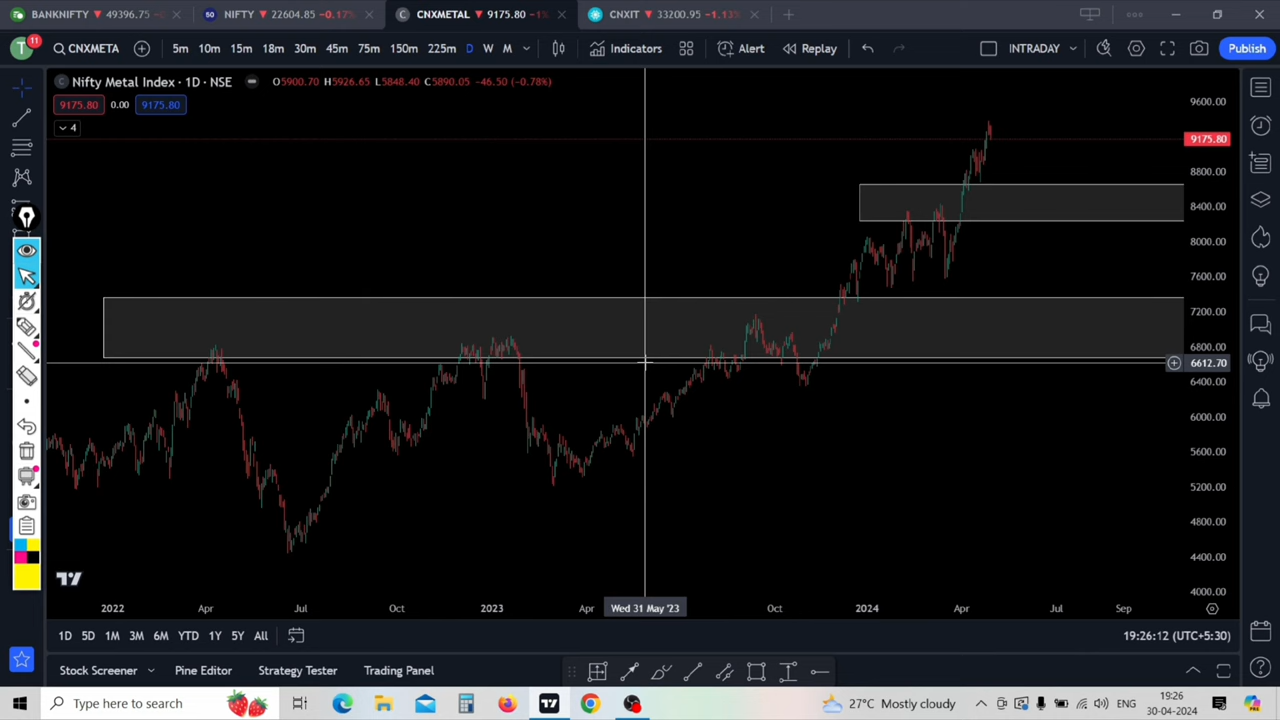 BANKNIFTY ▼ 49396.75 −0.
NIFTY ▼ 22604.85 −0.17%
CNXMETAL ▼ 9175.80 −1%
CNXIT ▼ 33200.95 −1.13%
T 11 CNXMETA 5m 10m 15m 18m 30m 45m 75m 150m 225m D W M Indicators Alert Replay INTRADAY Publish
C Nifty Metal Index · 1D · NSE O5900.70 H5926.65 L5848.40 C5890.05 −46.50 (−0.78%)
9175.80 0.00 9175.80
4
9600.00
9175.80
8800.00
8400.00
8000.00
7600.00
7200.00
6800.00
6612.70
6400.00
6000.00
5600.00
5200.00
4800.00
4400.00
4000.00
2022 Apr Jul Oct 2023 Apr Wed 31 May '23 Oct 2024 Apr Jul Sep
1D 5D 1M 3M 6M YTD 1Y 5Y All 19:26:12 (UTC+5:30)
Stock Screener Pine Editor Strategy Tester Trading Panel
Type here to search 27°C Mostly cloudy ENG 19:26
30-04-2024